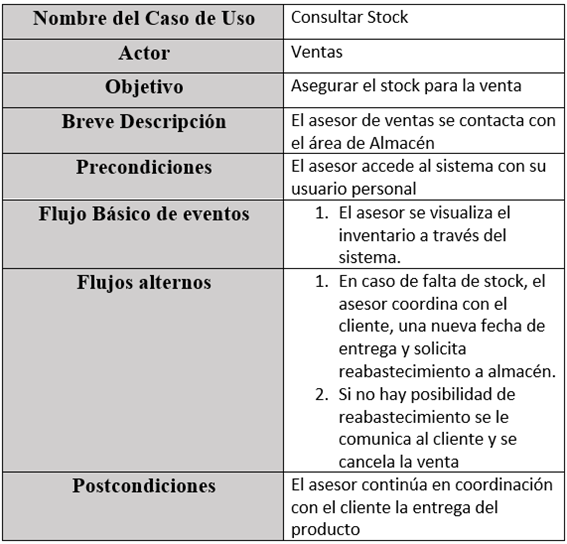 Nombre del Caso de Uso
Consultar Stock
Actor
Ventas
Objetivo
Asegurar el stock para la venta
Breve Descripción
El asesor de ventas se contacta con
el área de Almacén
Precondiciones
El asesor accede al sistema con su
usuario personal
Flujo Básico de eventos
1. El asesor se visualiza el
inventario a través del
sistema.
Flujos alternos
1. En caso de falta de stock, el
asesor coordina con el
cliente, una nueva fecha de
entrega y solicita
reabastecimiento a almacén.
2. Si no hay posibilidad de
reabastecimiento se le
comunica al cliente y se
cancela la venta
Postcondiciones
El asesor continúa en coordinación
con el cliente la entrega del
producto